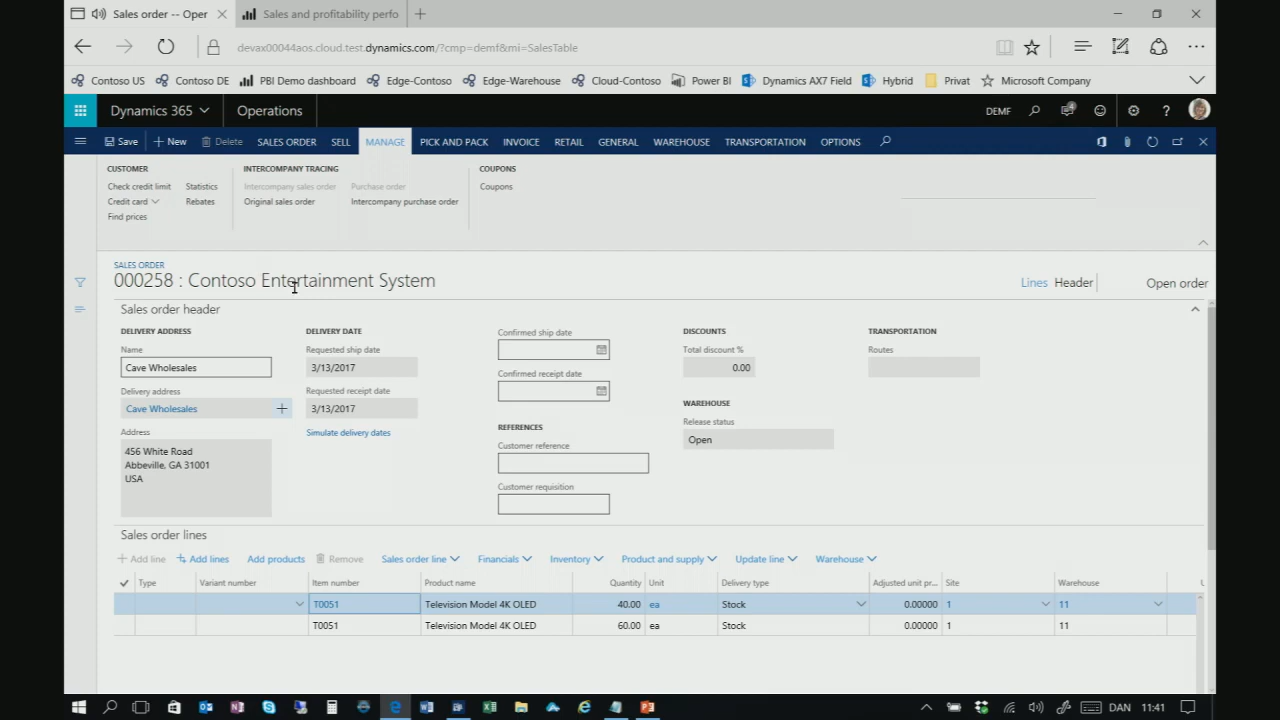 Sales order -- Oper
Sales and profitability perfo
devax00044aos.cloud.test.dynamics.com/?cmp=demf&mi=SalesTable
Contoso US
Contoso DE
PBI Demo dashboard
Edge-Contoso
Edge-Warehouse
Cloud-Contoso
Power BI
Dynamics AX7 Field
Hybrid
Privat
Microsoft Company
Dynamics 365
Operations
DEMF
Save
New
Delete
SALES ORDER
SELL
MANAGE
PICK AND PACK
INVOICE
RETAIL
GENERAL
WAREHOUSE
TRANSPORTATION
OPTIONS
CUSTOMER
INTERCOMPANY TRACING
COUPONS
Check credit limit
Statistics
Intercompany sales order
Purchase order
Coupons
Credit card
Rebates
Original sales order
Intercompany purchase order
Find prices
SALES ORDER
000258 : Contoso Entertainment System
Lines
Header
Open order
Sales order header
DELIVERY ADDRESS
Name
Cave Wholesales
Delivery address
Cave Wholesales
Address
456 White Road
Abbeville, GA 31001
USA
DELIVERY DATE
Requested ship date
3/13/2017
Requested receipt date
3/13/2017
Simulate delivery dates
Confirmed ship date
Confirmed receipt date
REFERENCES
Customer reference
Customer requisition
DISCOUNTS
Total discount %
0.00
WAREHOUSE
Release status
Open
TRANSPORTATION
Routes
Sales order lines
Add line
Add lines
Add products
Remove
Sales order line
Financials
Inventory
Product and supply
Update line
Warehouse
Type
Variant number
Item number
Product name
Quantity
Unit
Delivery type
Adjusted unit pr...
Site
Warehouse
U
T0051
Television Model 4K OLED
40.00
ea
Stock
0.00000
1
11
T0051
Television Model 4K OLED
60.00
ea
Stock
0.00000
1
11
DAN
11:41